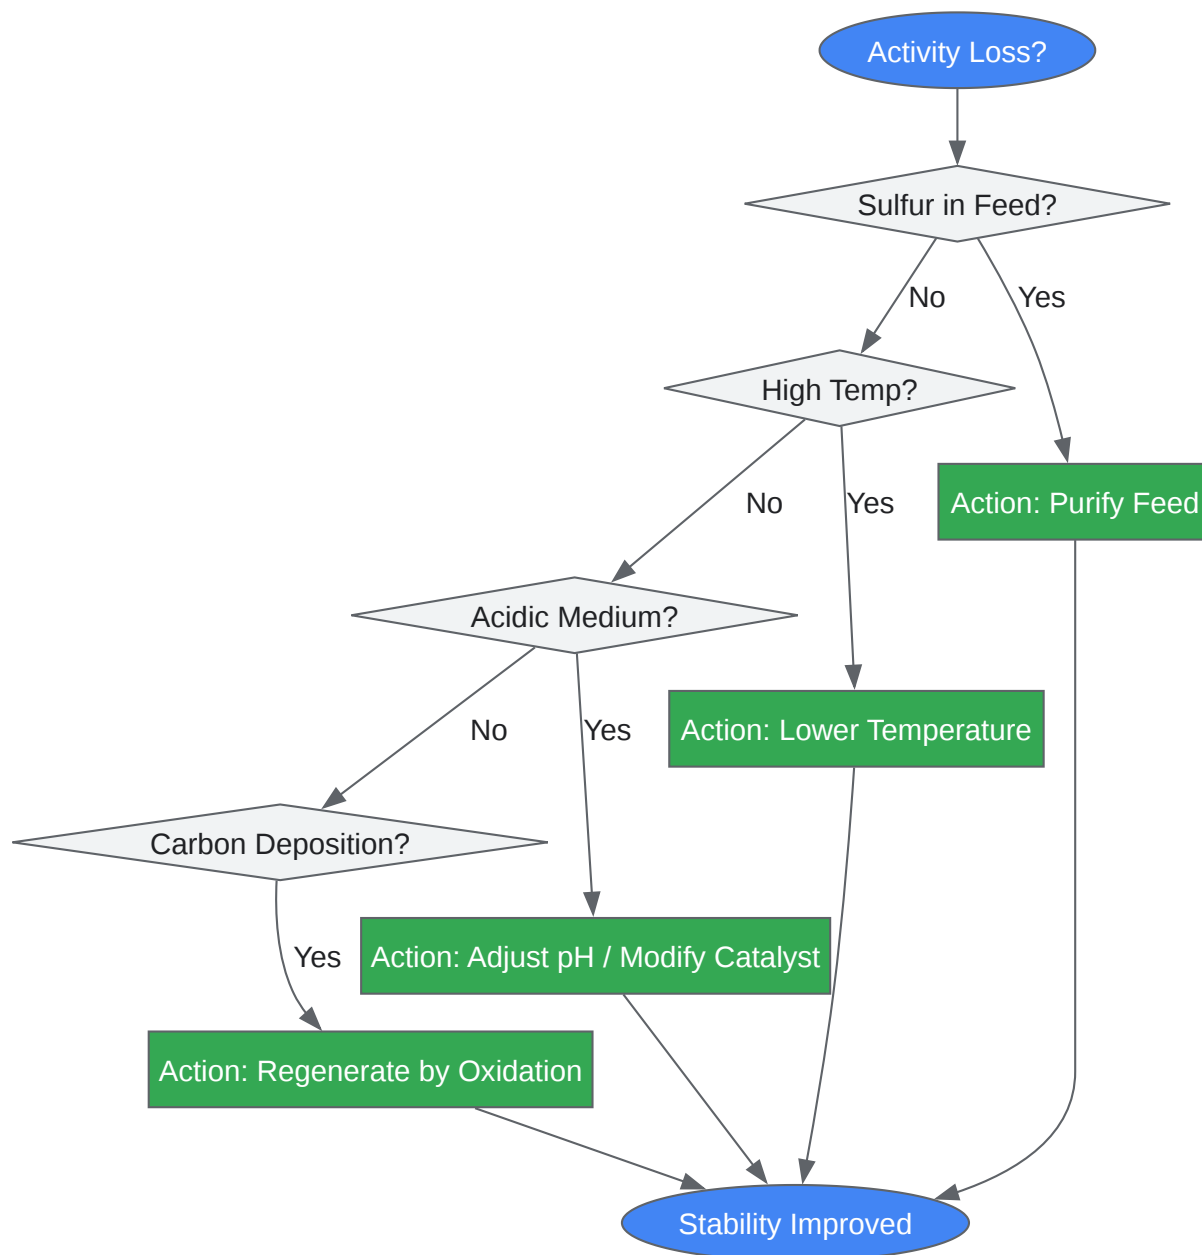 Activity Loss?
Sulfur in Feed?
No
Yes
High Temp?
No
Yes
Action: Purify Feed
Acidic Medium?
No
Yes
Action: Lower Temperature
Carbon Deposition?
Yes
Action: Adjust pH / Modify Catalyst
Action: Regenerate by Oxidation
Stability Improved